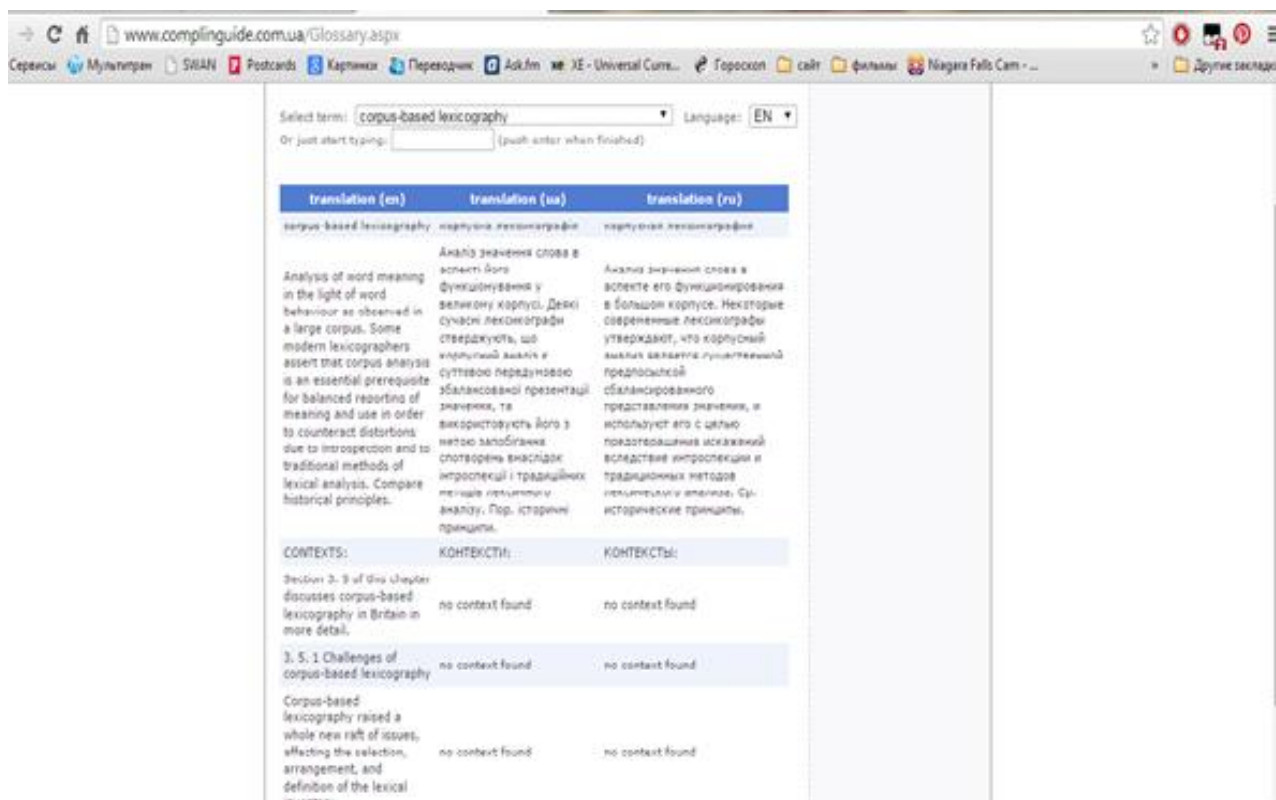 www.complinguide.com.ua/Glossary.aspx
Сервисы Мультитран SWAN Postcards Картинки Переводчик Ask.fm XE - Universal Curre... Гороскоп сайт фильмы Niagara Falls Cam - ... » Другие закладк
Select term: corpus-based lexicography Language: EN
Or just start typing: (push enter when finished)
translation (en) translation (ua) translation (ru)
corpus-based lexicography корпусна лексикографія корпусная лексикография
Analysis of word meaning
in the light of word
behaviour as observed in
a large corpus. Some
modern lexicographers
assert that corpus analysis
is an essential prerequisite
for balanced reporting of
meaning and use in order
to counteract distortions
due to introspection and to
traditional methods of
lexical analysis. Compare
historical principles.
Аналіз значення слова в
аспекті його
функціонування у
великому корпусі. Деякі
сучасні лексикографи
стверджують, що
корпусний аналіз є
суттєвою передумовою
збалансованої презентації
значення, та
використовують його з
метою запобігання
спотворень внаслідок
інтроспекції і традиційних
методів лексичного
аналізу. Пор. історичні
принципи.
Анализ значения слова в
аспекте его функционирования
в большом корпусе. Некоторые
современные лексикографы
утверждают, что корпусный
анализ является существенной
предпосылкой
сбалансированного
представления значения, и
используют его с целью
предотвращения искажений
вследствие интроспекции и
традиционных методов
лексического анализа. Ср.
исторические принципы.
CONTEXTS: КОНТЕКСТИ: КОНТЕКСТЫ:
Section 3. 5 of this chapter
discusses corpus-based
lexicography in Britain in
more detail.
no context found no context found
3. 5. 1 Challenges of
corpus-based lexicography
no context found no context found
Corpus-based
lexicography raised a
whole new raft of issues,
affecting the selection,
arrangement, and
definition of the lexical
no context found no context found